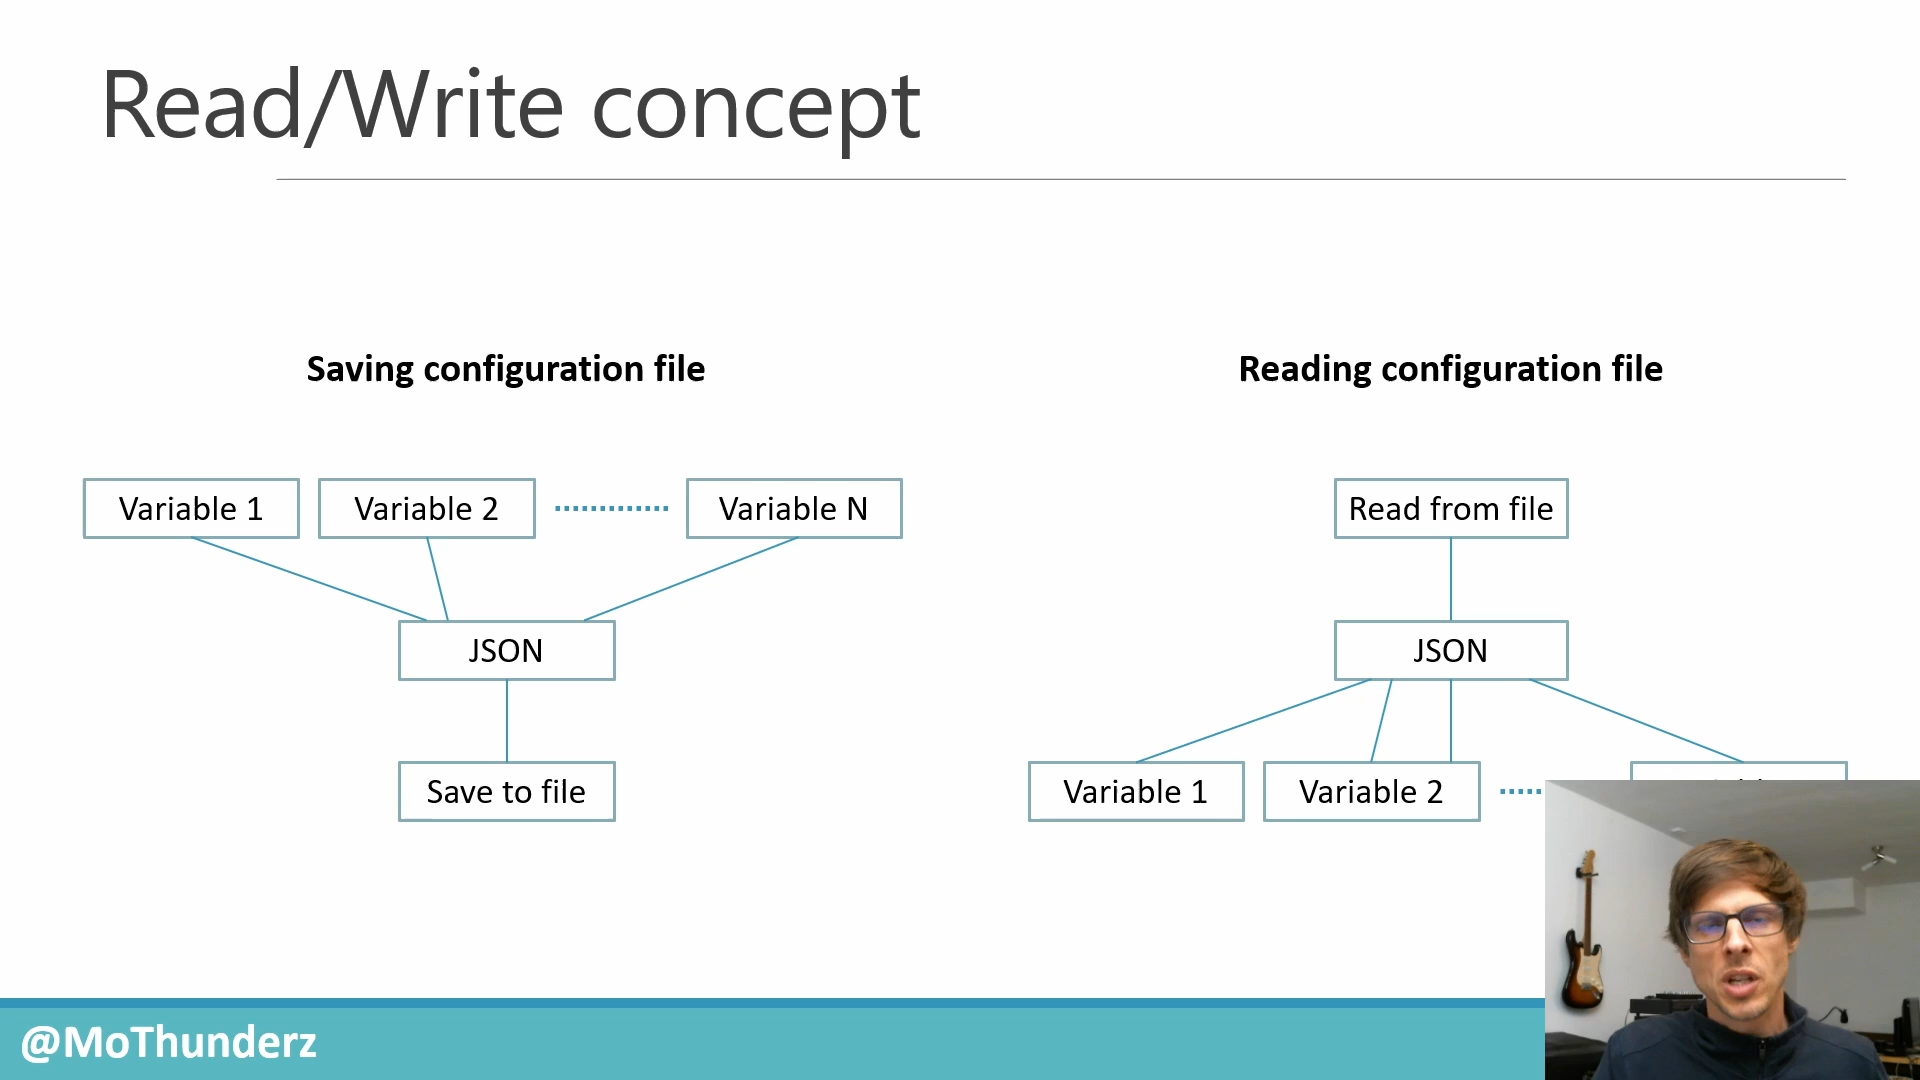 Read/Write concept
Saving configuration file
Variable 1
Variable 2
Variable N
JSON
Save to file
Reading configuration file
Read from file
JSON
Variable 1
Variable 2
@MoThunderz